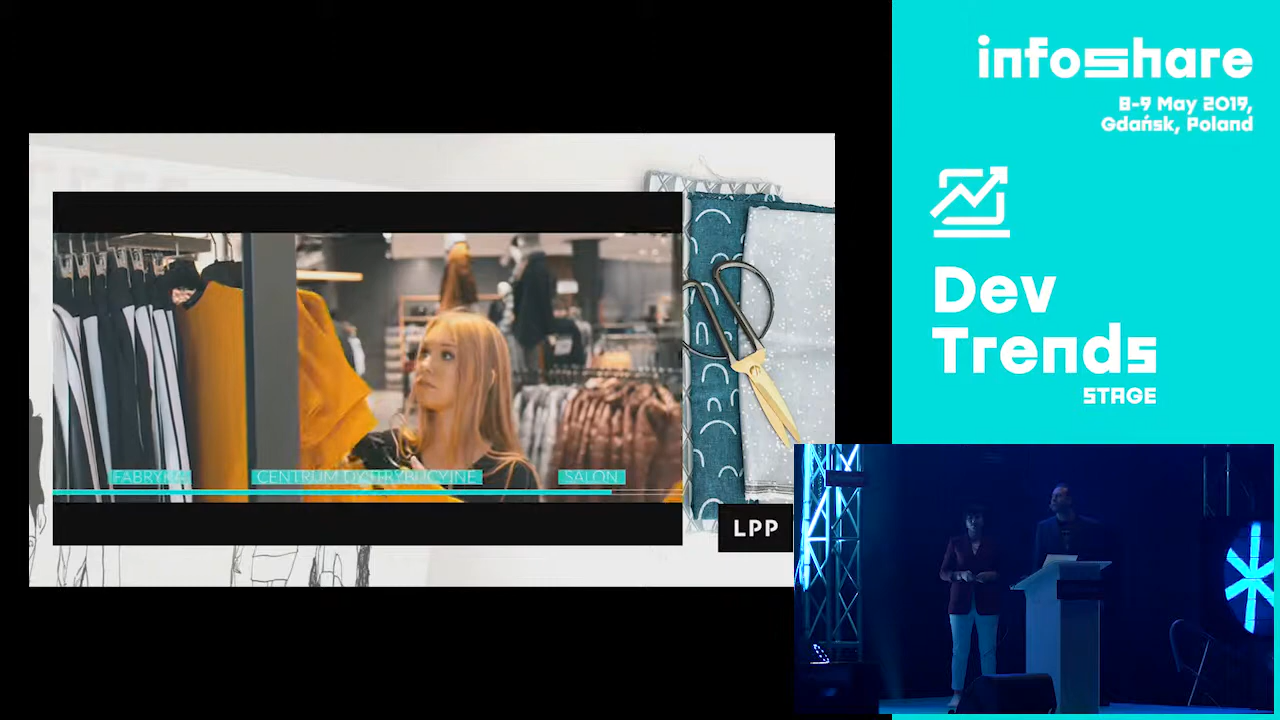 infoshare
8-9 May 2019,
Gdańsk, Poland
Dev
Trends
STAGE
FABRYKA
CENTRUM DYSTRYBUCYJNE
SALON
LPP